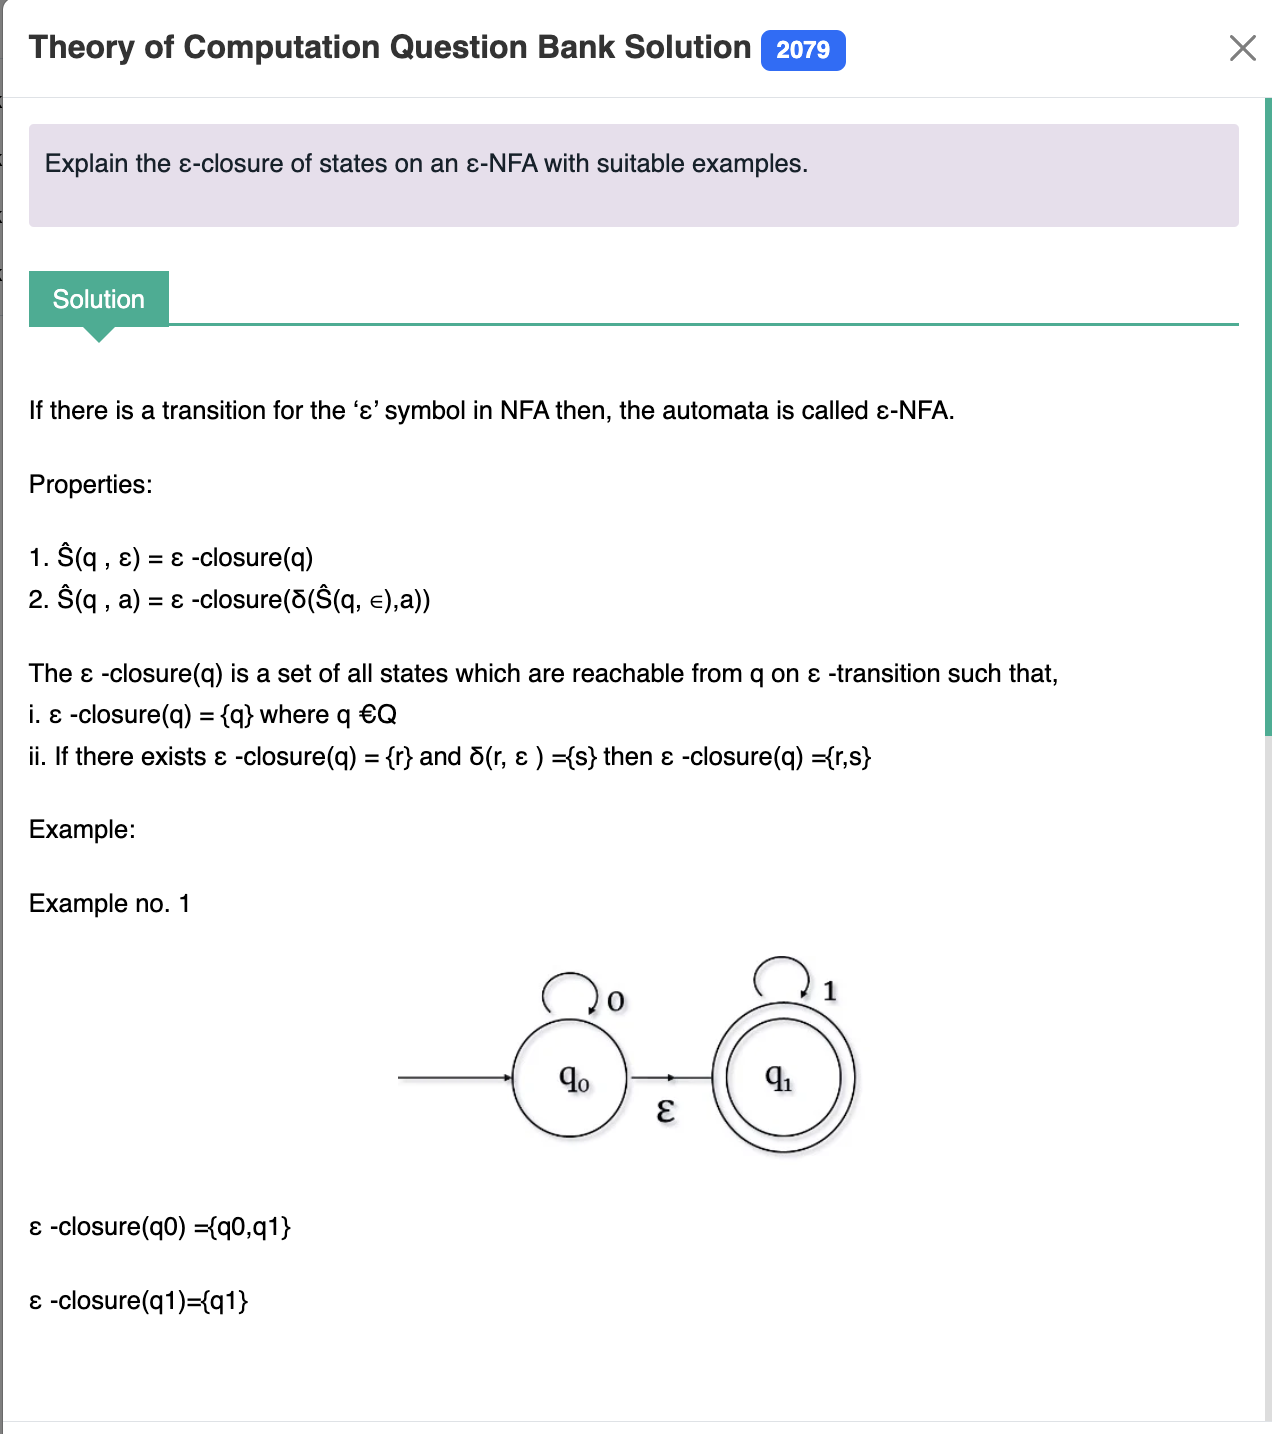 Theory of Computation Question Bank Solution 2079
Explain the ε-closure of states on an ε-NFA with suitable examples.
Solution
If there is a transition for the ‘ε’ symbol in NFA then, the automata is called ε-NFA.
Properties:
1. Ŝ(q , ε) = ε -closure(q)
2. Ŝ(q , a) = ε -closure(δ(Ŝ(q, ∈),a))
The ε -closure(q) is a set of all states which are reachable from q on ε -transition such that,
i. ε -closure(q) = {q} where q €Q
ii. If there exists ε -closure(q) = {r} and δ(r, ε ) ={s} then ε -closure(q) ={r,s}
Example:
Example no. 1
0
1
q₀
q₁
ε
ε -closure(q0) ={q0,q1}
ε -closure(q1)={q1}